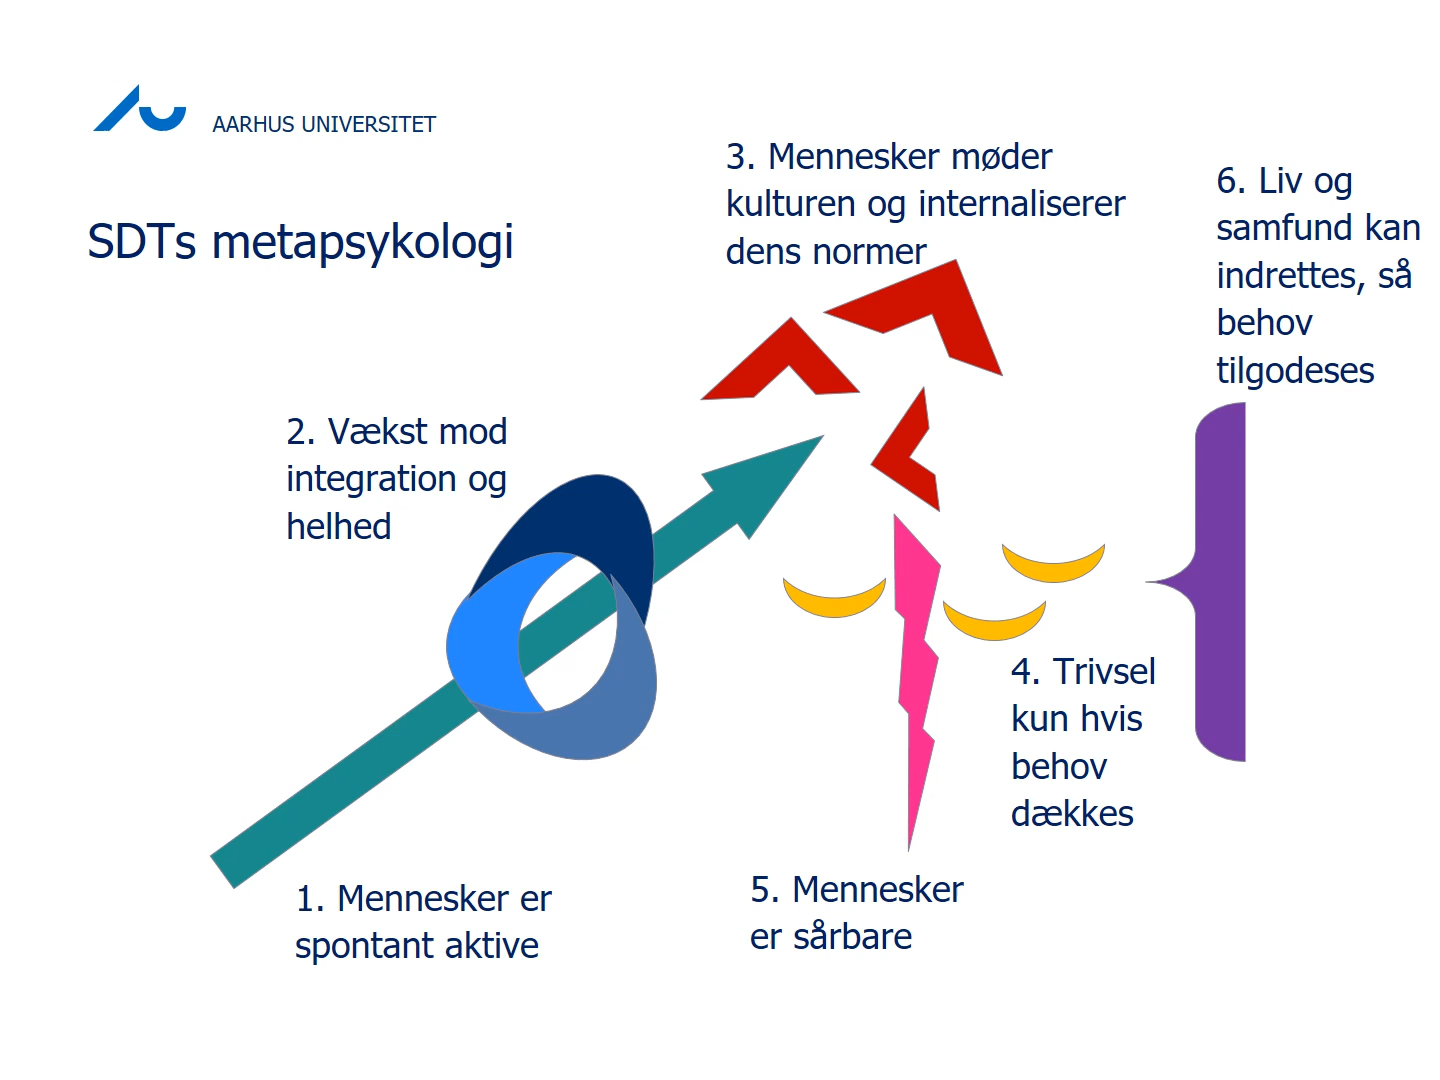 AARHUS UNIVERSITET
SDTs metapsykologi
1. Mennesker er
spontant aktive
2. Vækst mod
integration og
helhed
3. Mennesker møder
kulturen og internaliserer
dens normer
4. Trivsel
kun hvis
behov
dækkes
5. Mennesker
er sårbare
6. Liv og
samfund kan
indrettes, så
behov
tilgodeses